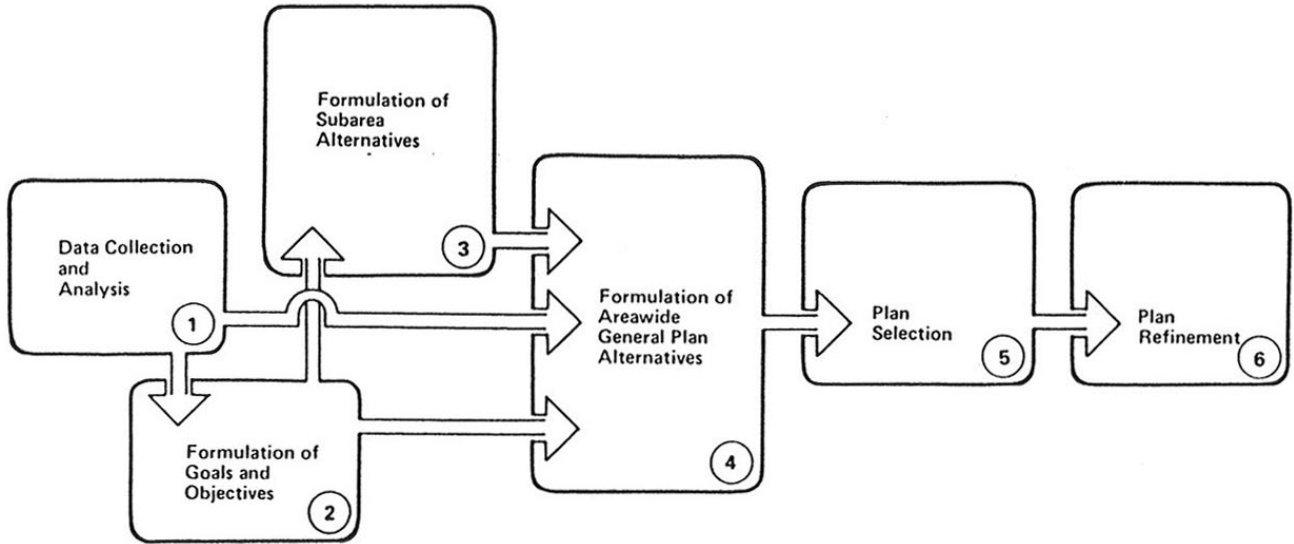 Data Collection
and
Analysis
1
Formulation of
Goals and
Objectives
2
Formulation of
Subarea
Alternatives
3
Formulation of
Areawide
General Plan
Alternatives
4
Plan
Selection
5
Plan
Refinement
6